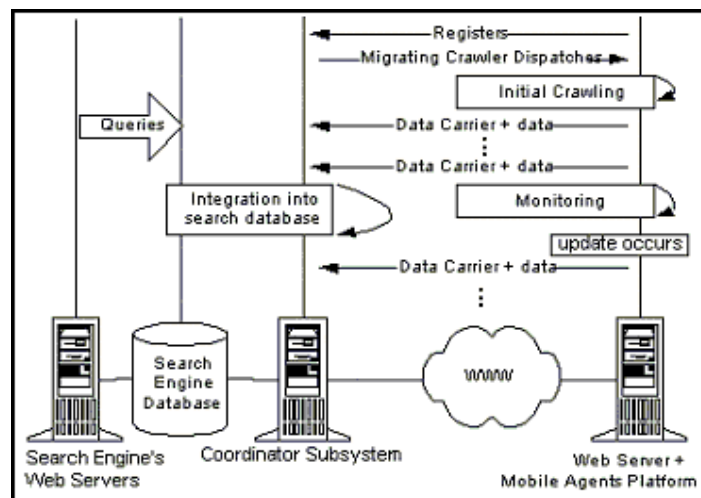 Registers
Migrating Crawler Dispatches
Initial Crawling
Queries
Data Carrier + data
Data Carrier + data
Integration into
search database
Monitoring
update occurs
Data Carrier + data
Search
Engine
Database
WWW
Search Engine's
Web Servers
Coordinator Subsystem
Web Server +
Mobile Agents Platform